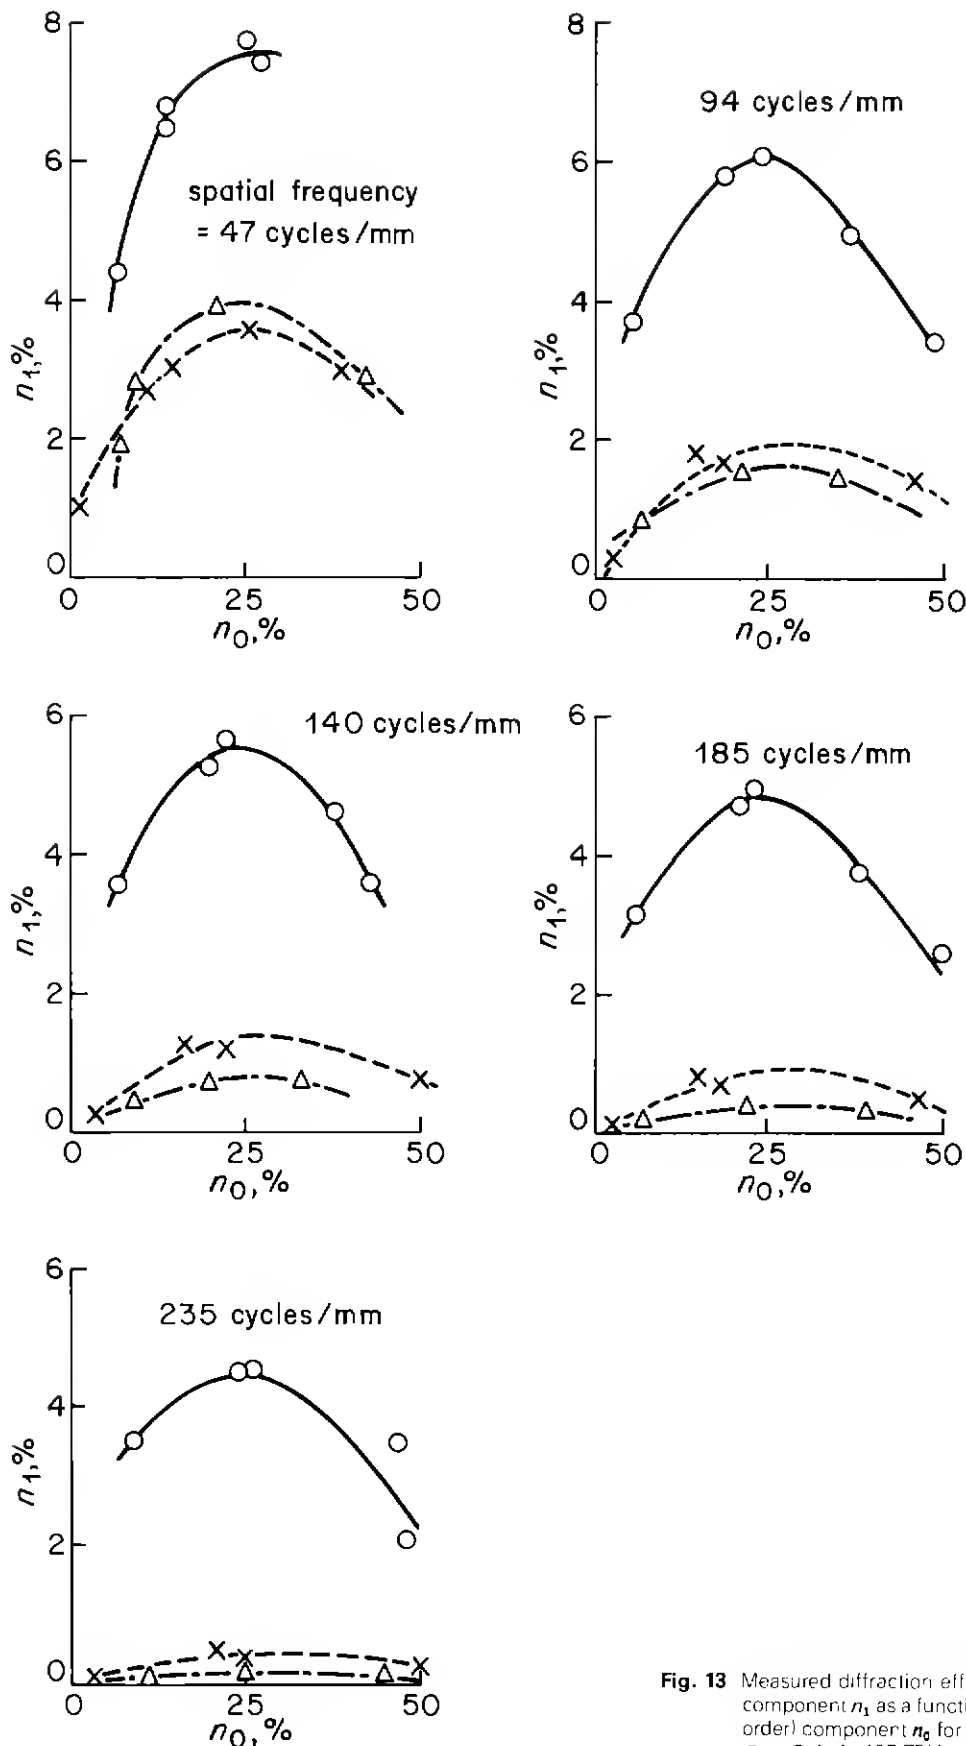 8
6
4
2
0
n₁,%
spatial frequency
= 47 cycles/mm
0 25 50
n₀,%
8
6
4
2
0
n₁,%
94 cycles/mm
0 25 50
n₀,%
6
4
2
0
n₁,%
140 cycles/mm
0 25 50
n₀,%
6
4
2
0
n₁,%
185 cycles/mm
0 25 50
n₀,%
6
4
2
0
n₁,%
235 cycles/mm
0 25 50
n₀,%
Fig. 13 Measured diffraction eff
component n₁ as a functi
order) component n₀ for